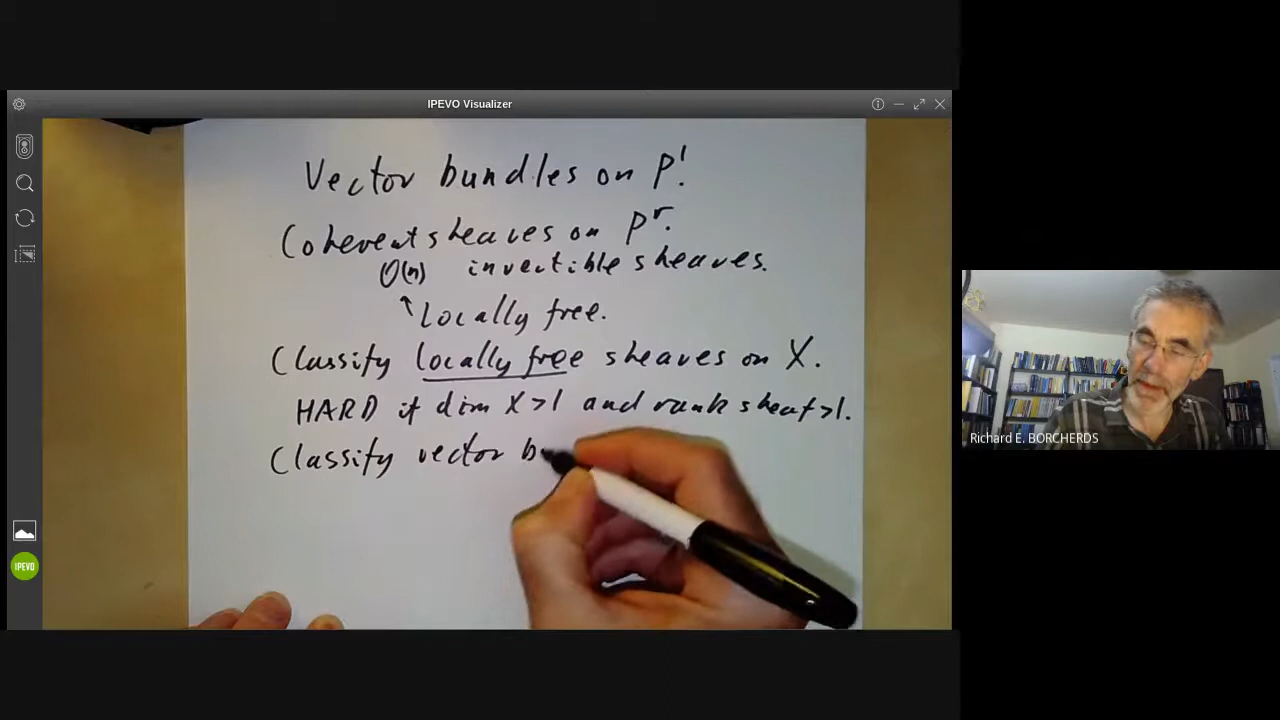 IPEVO Visualizer
Vector bundles on P¹.
Coherent sheaves on Pʳ.
O(n) invertible sheaves.
Locally free.
Classify locally free sheaves on X.
HARD if dim X>1 and rank sheaf>1.
Classify vector b
Richard E. BORCHERDS
IPEVO